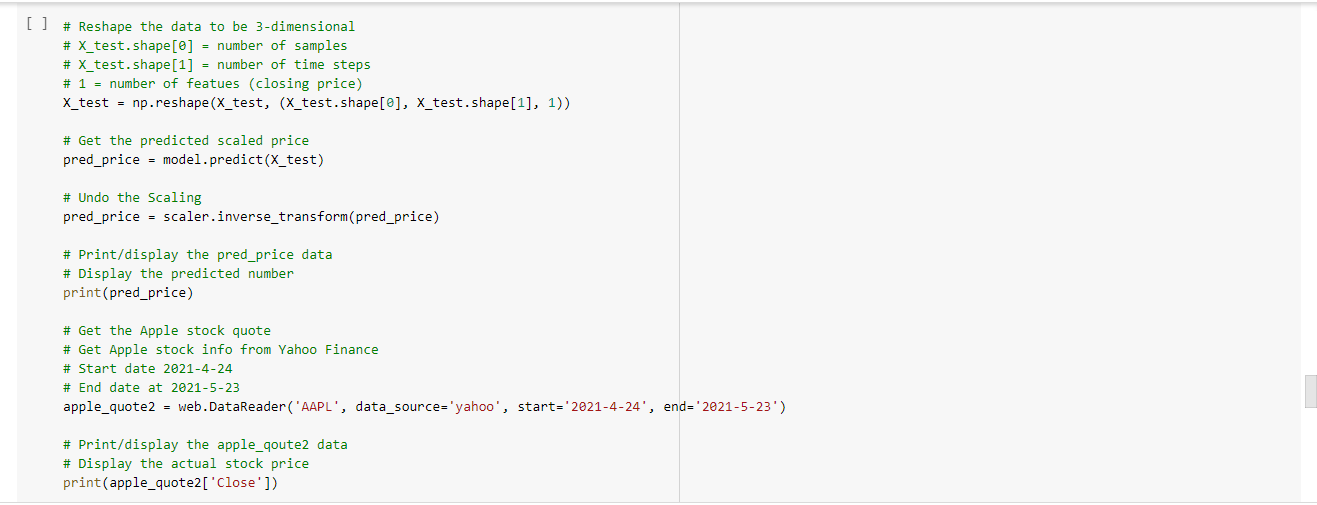 [ ] # Reshape the data to be 3-dimensional
# X_test.shape[0] = number of samples
# X_test.shape[1] = number of time steps
# 1 = number of featues (closing price)
X_test = np.reshape(X_test, (X_test.shape[0], X_test.shape[1], 1))
# Get the predicted scaled price
pred_price = model.predict(X_test)
# Undo the Scaling
pred_price = scaler.inverse_transform(pred_price)
# Print/display the pred_price data
# Display the predicted number
print(pred_price)
# Get the Apple stock quote
# Get Apple stock info from Yahoo Finance
# Start date 2021-4-24
# End date at 2021-5-23
apple_quote2 = web.DataReader('AAPL', data_source='yahoo', start='2021-4-24', end='2021-5-23')
# Print/display the apple_qoute2 data
# Display the actual stock price
print(apple_quote2['Close'])